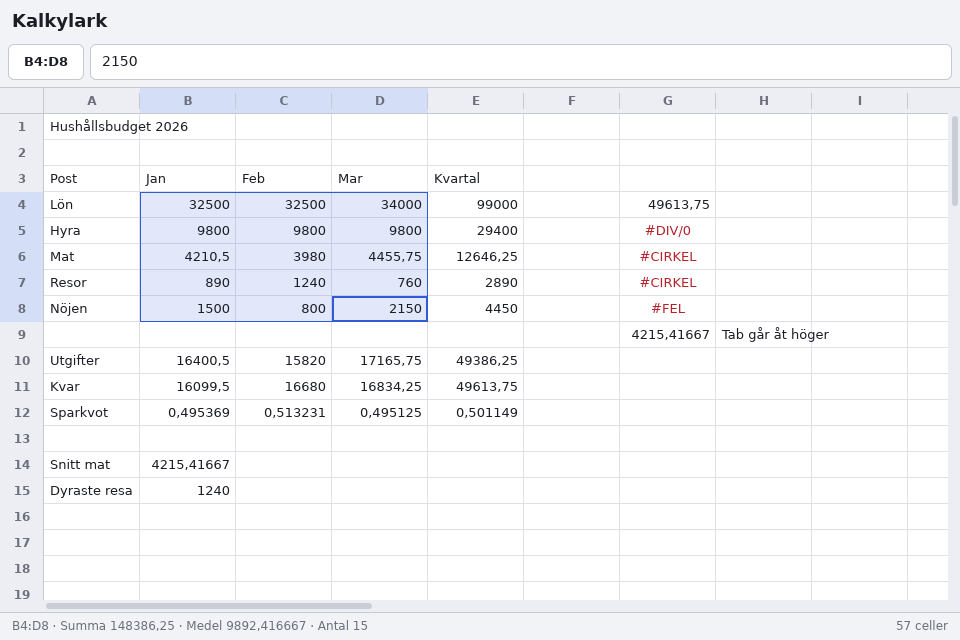 Kalkylark
B4:D8 2150
A B C D E F G H I
1 Hushållsbudget 2026
2
3 Post Jan Feb Mar Kvartal
4 Lön 32500 32500 34000 99000 49613,75
5 Hyra 9800 9800 9800 29400 #DIV/0
6 Mat 4210,5 3980 4455,75 12646,25 #CIRKEL
7 Resor 890 1240 760 2890 #CIRKEL
8 Nöjen 1500 800 2150 4450 #FEL
9 4215,41667 Tab går åt höger
10 Utgifter 16400,5 15820 17165,75 49386,25
11 Kvar 16099,5 16680 16834,25 49613,75
12 Sparkvot 0,495369 0,513231 0,495125 0,501149
13
14 Snitt mat 4215,41667
15 Dyraste resa 1240
16
17
18
19
B4:D8 · Summa 148386,25 · Medel 9892,416667 · Antal 15 57 celler